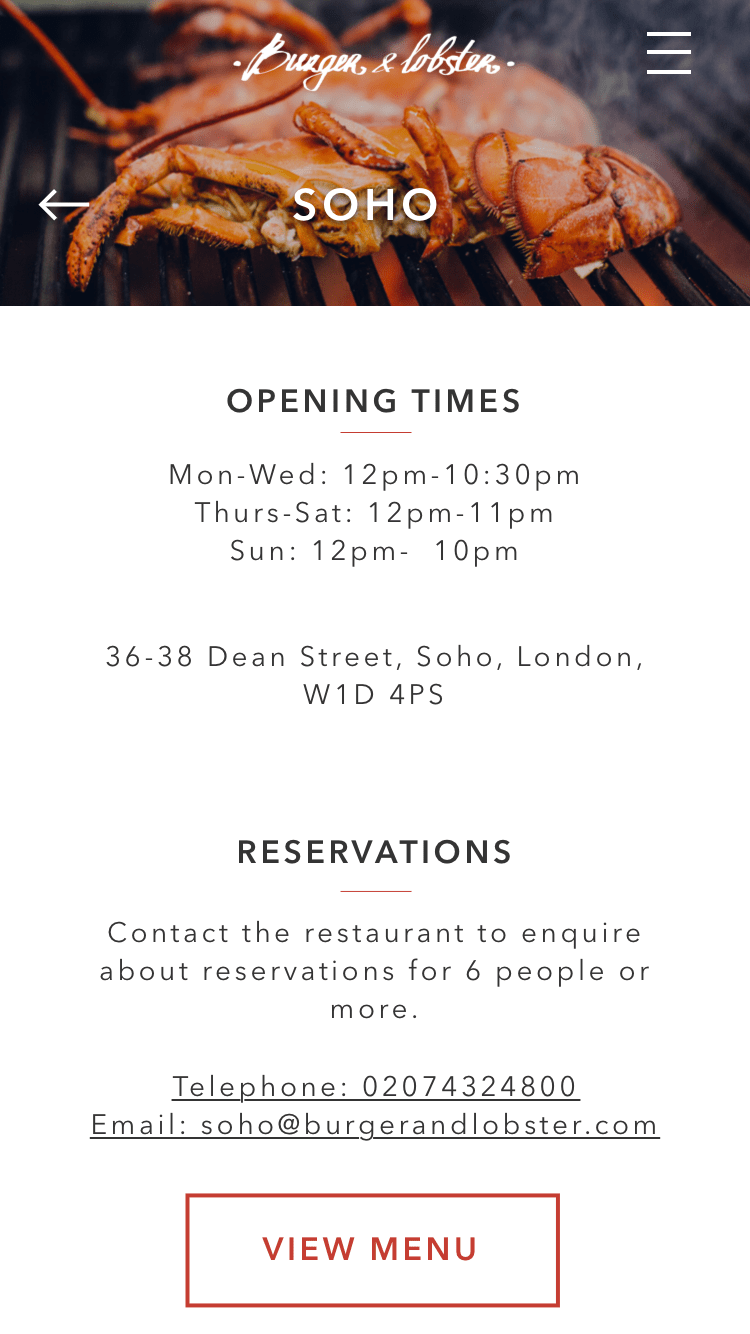 Burger & lobster
SOHO
OPENING TIMES
Mon-Wed: 12pm-10:30pm
Thurs-Sat: 12pm-11pm
Sun: 12pm-  10pm
36-38 Dean Street, Soho, London,
W1D 4PS
RESERVATIONS
Contact the restaurant to enquire
about reservations for 6 people or
more.
Telephone: 02074324800
Email: soho@burgerandlobster.com
VIEW MENU